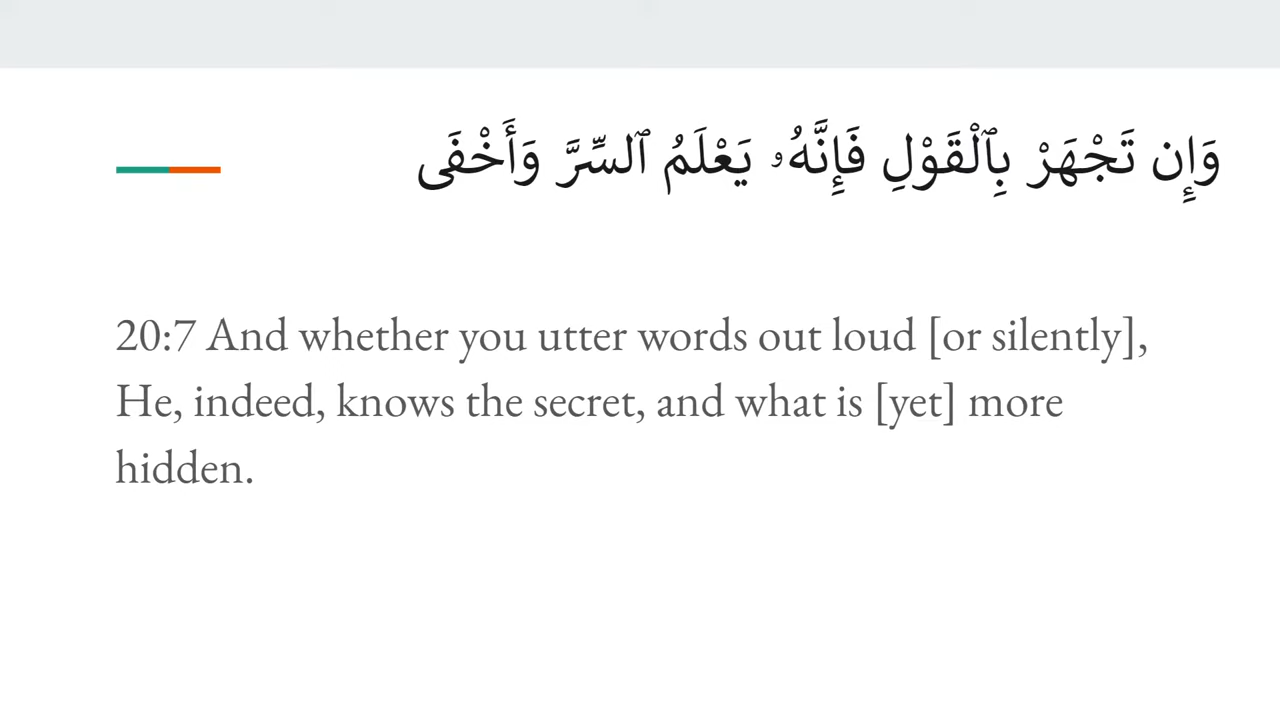 وَإِن تَجْهَرْ بِٱلْقَوْلِ فَإِنَّهُۥ يَعْلَمُ ٱلسِّرَّ وَأَخْفَى
20:7 And whether you utter words out loud [or silently],
He, indeed, knows the secret, and what is [yet] more
hidden.